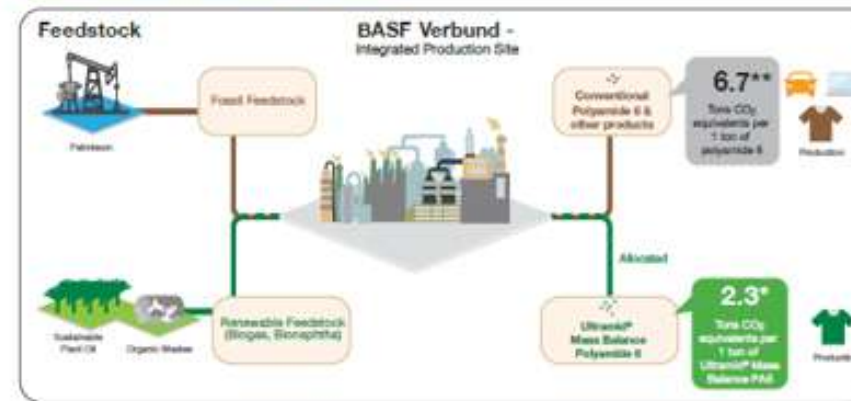 Feedstock
BASF Verbund -
Integrated Production Site
Fossil Feedstock
Petroleum
Conventional
Polyamide 6 &
other products
6.7**
Tons CO₂
equivalents per
1 ton of
polyamide 6
Production
Allocated
Sustainable
Plant Oil
Organic Wastes
Renewable Feedstock
(Biogas, Bionaphtha)
Ultramid®
Mass Balance
Polyamide 6
2.3*
Tons CO₂
equivalents per
1 ton of
Ultramid® Mass
Balance PA6